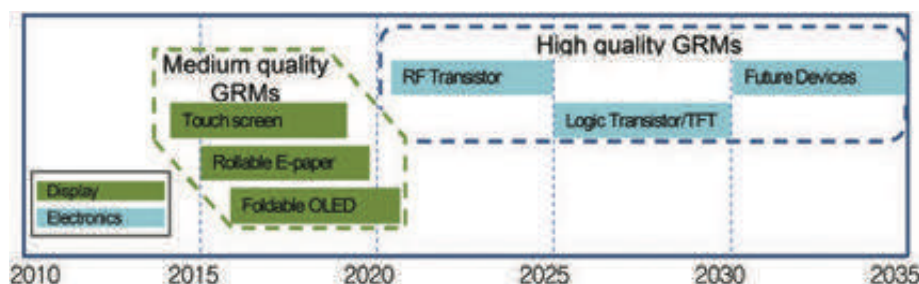 High quality GRMs
Medium quality
GRMs
RF Transistor
Future Devices
Touch screen
Logic Transistor/TFT
Rollable E-paper
Foldable OLED
Display
Electronics
2010 2015 2020 2025 2030 2035